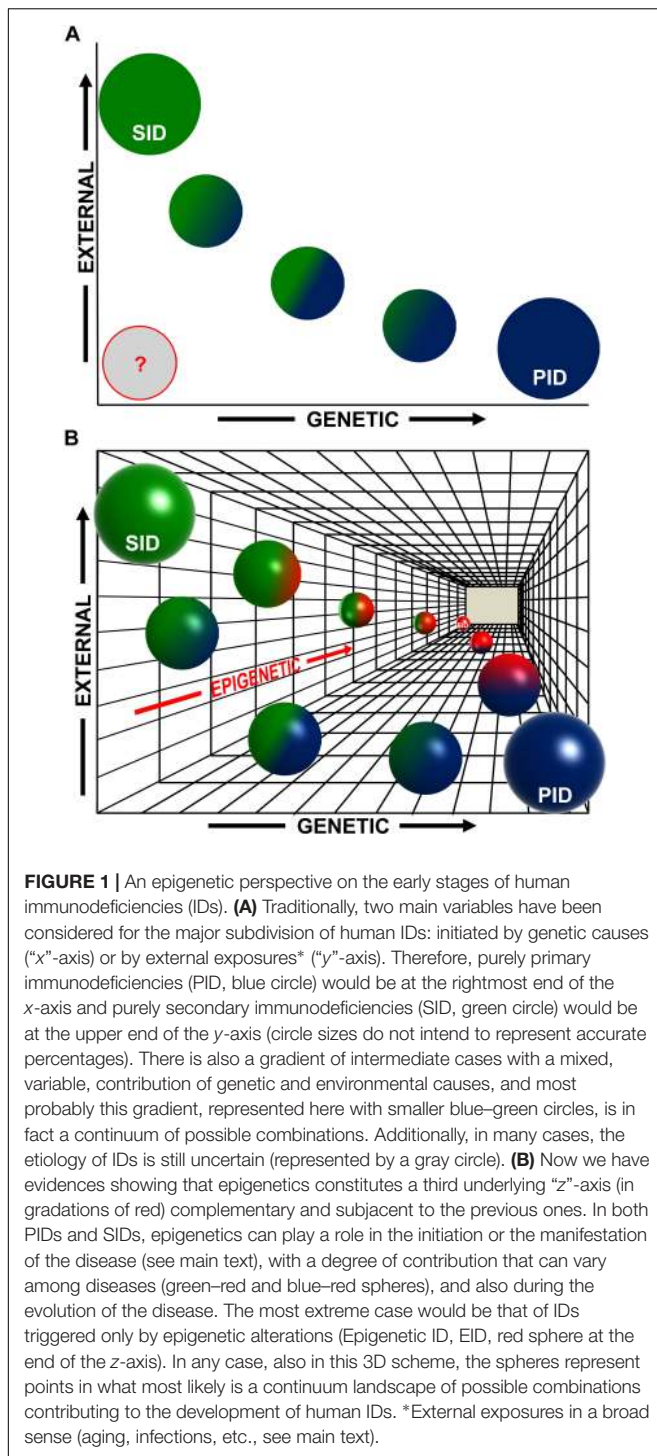 A
EXTERNAL
SID
?
PID
GENETIC
B
EXTERNAL
SID
EPIGENETIC
PID
GENETIC
FIGURE 1 | An epigenetic perspective on the early stages of human
immunodeficiencies (IDs). (A) Traditionally, two main variables have been
considered for the major subdivision of human IDs: initiated by genetic causes
(“x”-axis) or by external exposures* (“y”-axis). Therefore, purely primary
immunodeficiencies (PID, blue circle) would be at the rightmost end of the
x-axis and purely secondary immunodeficiencies (SID, green circle) would be
at the upper end of the y-axis (circle sizes do not intend to represent accurate
percentages). There is also a gradient of intermediate cases with a mixed,
variable, contribution of genetic and environmental causes, and most
probably this gradient, represented here with smaller blue–green circles, is in
fact a continuum of possible combinations. Additionally, in many cases, the
etiology of IDs is still uncertain (represented by a gray circle). (B) Now we have
evidences showing that epigenetics constitutes a third underlying “z”-axis (in
gradations of red) complementary and subjacent to the previous ones. In both
PIDs and SIDs, epigenetics can play a role in the initiation or the manifestation
of the disease (see main text), with a degree of contribution that can vary
among diseases (green–red and blue–red spheres), and also during the
evolution of the disease. The most extreme case would be that of IDs
triggered only by epigenetic alterations (Epigenetic ID, EID, red sphere at the
end of the z-axis). In any case, also in this 3D scheme, the spheres represent
points in what most likely is a continuum landscape of possible combinations
contributing to the development of human IDs. *External exposures in a broad
sense (aging, infections, etc., see main text).